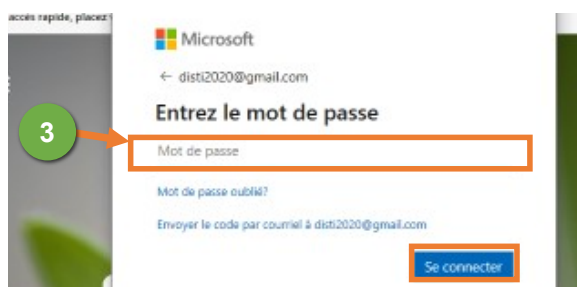 accès rapide, placez
Microsoft
← disti2020@gmail.com
Entrez le mot de passe
3
Mot de passe
Mot de passe oublié?
Envoyer le code par courriel à disti2020@gmail.com
Se connecter